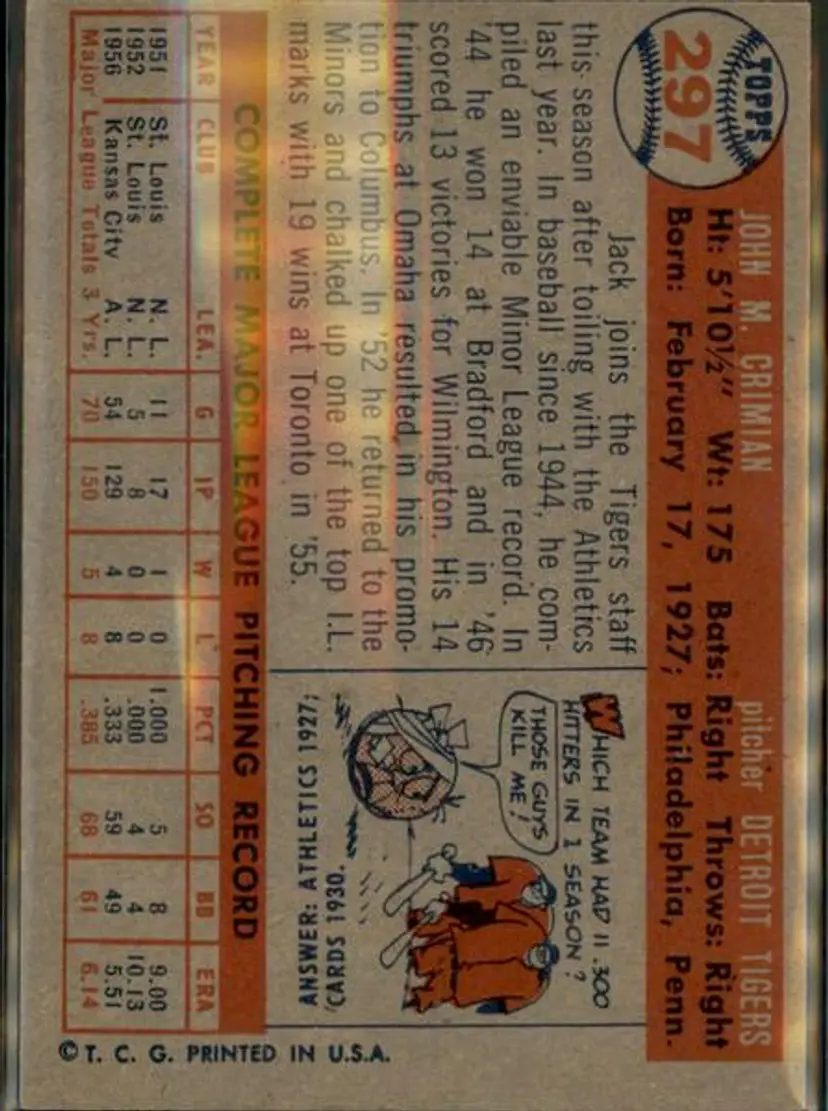 TOPPS
297
JOHN M. CRIMIAN pitcher DETROIT TIGERS
Ht: 5'10½" Wt: 175 Bats: Right Throws: Right
Born: February 17, 1927; Philadelphia, Penn.
Jack joins the Tigers staff
this season after toiling with the Athletics
last year. In baseball since 1944, he com-
piled an enviable Minor League record. In
'44 he won 14 at Bradford and in '46
scored 13 victories for Wilmington. His 14
triumphs at Omaha resulted in his promo-
tion to Columbus. In '52 he returned to the
Minors and chalked up one of the top I.L.
marks with 19 wins at Toronto in '55.
WHICH TEAM HAD 11 .300
HITTERS IN 1 SEASON?
THOSE GUYS
KILL ME!
ANSWER: ATHLETICS 1927;
CARDS 1930.
COMPLETE MAJOR LEAGUE PITCHING RECORD
YEAR CLUB LEA. G IP W L PCT SO BB ERA
1951 St. Louis N. L. 11 17 1 0 1.000 5 8 9.00
1952 St. Louis N. L. 5 8 0 0 .000 4 4 10.13
1956 Kansas City A. L. 54 129 4 8 .333 59 49 5.51
Major League Totals 3 Yrs. 70 150 5 8 .385 68 61 6.14
© T. C. G. PRINTED IN U.S.A.